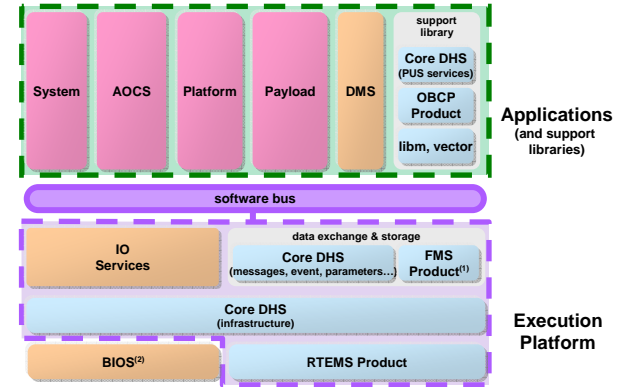 support
library
System
AOCS
Platform
Payload
DMS
Core DHS
(PUS services)
OBCP
Product
libm, vector
Applications
(and support
libraries)
software bus
IO
Services
data exchange & storage
Core DHS
(messages, event, parameters…)
FMS
Product(1)
Core DHS
(infrastructure)
BIOS(2)
RTEMS Product
Execution
Platform